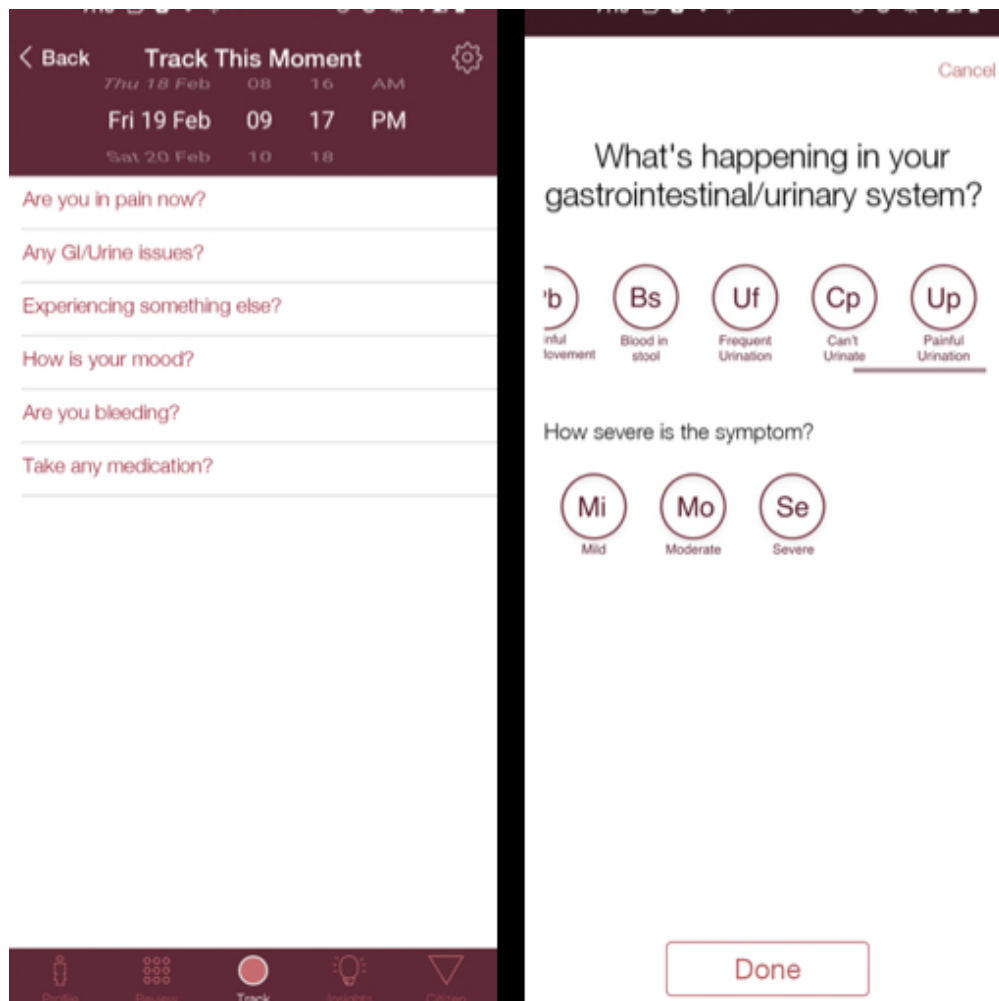 Back
Track This Moment
Thu 18 Feb 08 16 AM
Fri 19 Feb 09 17 PM
Sat 20 Feb 10 18
Are you in pain now?
Any GI/Urine issues?
Experiencing something else?
How is your mood?
Are you bleeding?
Take any medication?
Profile Review Track Insights Citizen
Cancel
What's happening in your
gastrointestinal/urinary system?
Bs Uf Cp Up
Blood in Frequent Can't Painful
stool Urination Urinate Urination
How severe is the symptom?
Mi Mo Se
Mild Moderate Severe
Done